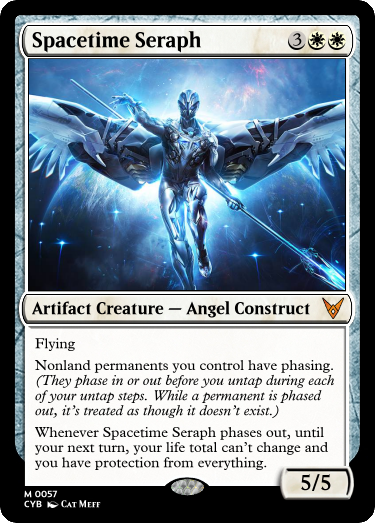 Spacetime Seraph 3
Artifact Creature — Angel Construct
Flying
Nonland permanents you control have phasing.
(They phase in or out before you untap during each
of your untap steps. While a permanent is phased
out, it's treated as though it doesn't exist.)
Whenever Spacetime Seraph phases out, until
your next turn, your life total can't change and
you have protection from everything.
5/5
M 0057
CYB Cat Meff